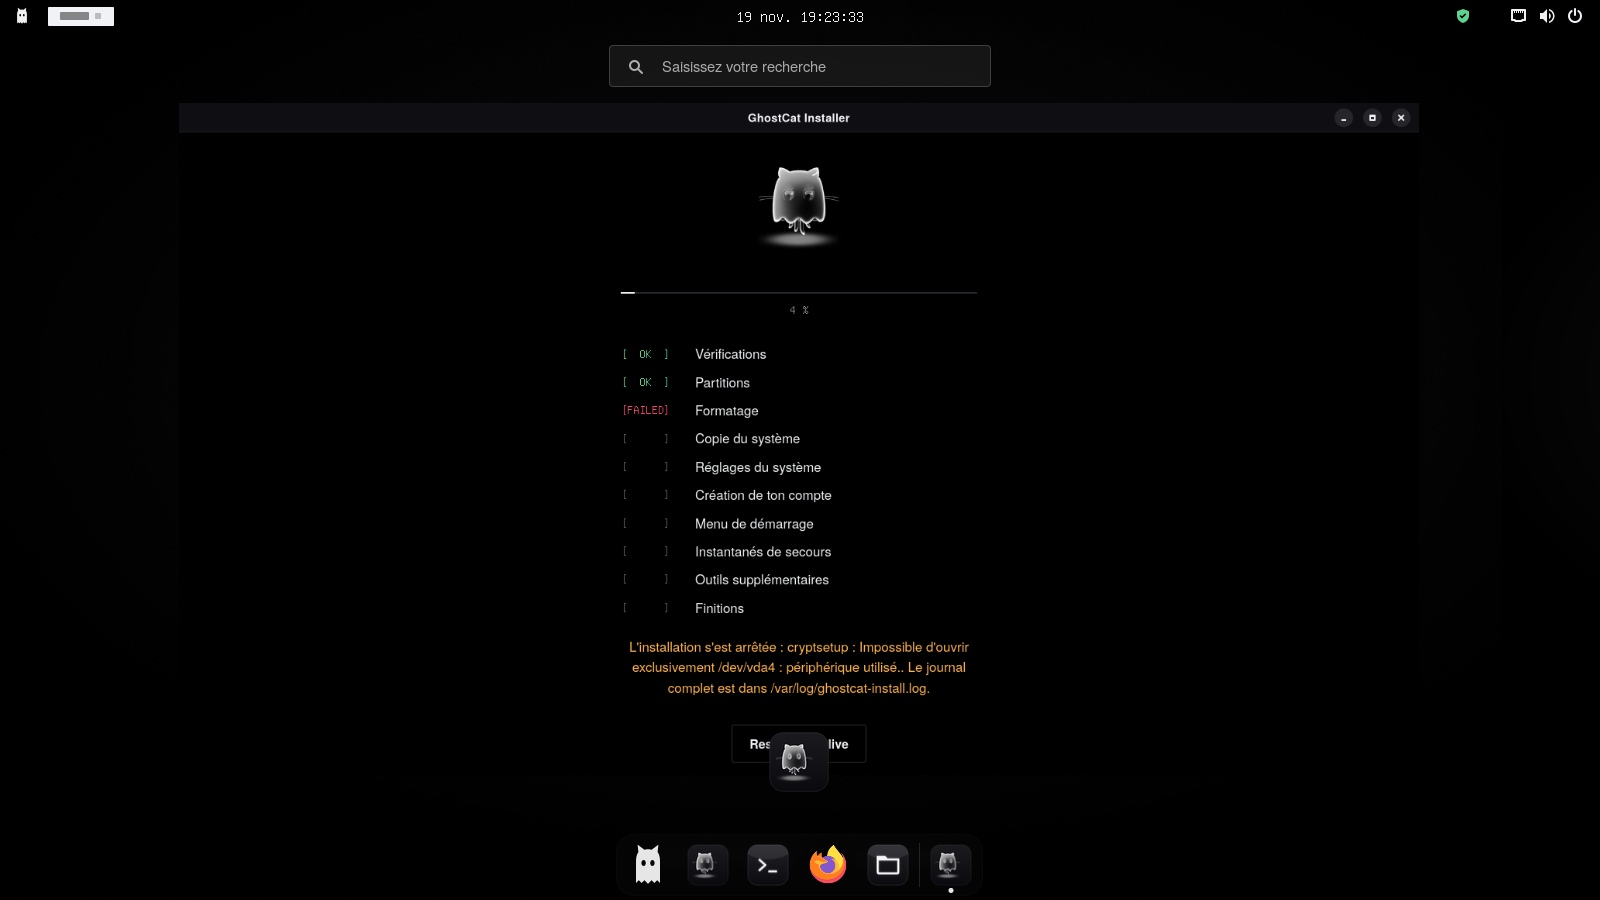 19 nov. 19:23:33
Saisissez votre recherche
GhostCat Installer
4 %
[ OK ] Vérifications
[ OK ] Partitions
[FAILED] Formatage
[ ] Copie du système
[ ] Réglages du système
[ ] Création de ton compte
[ ] Menu de démarrage
[ ] Instantanés de secours
[ ] Outils supplémentaires
[ ] Finitions
L'installation s'est arrêtée : cryptsetup : Impossible d'ouvrir
exclusivement /dev/vda4 : périphérique utilisé.. Le journal
complet est dans /var/log/ghostcat-install.log.
live